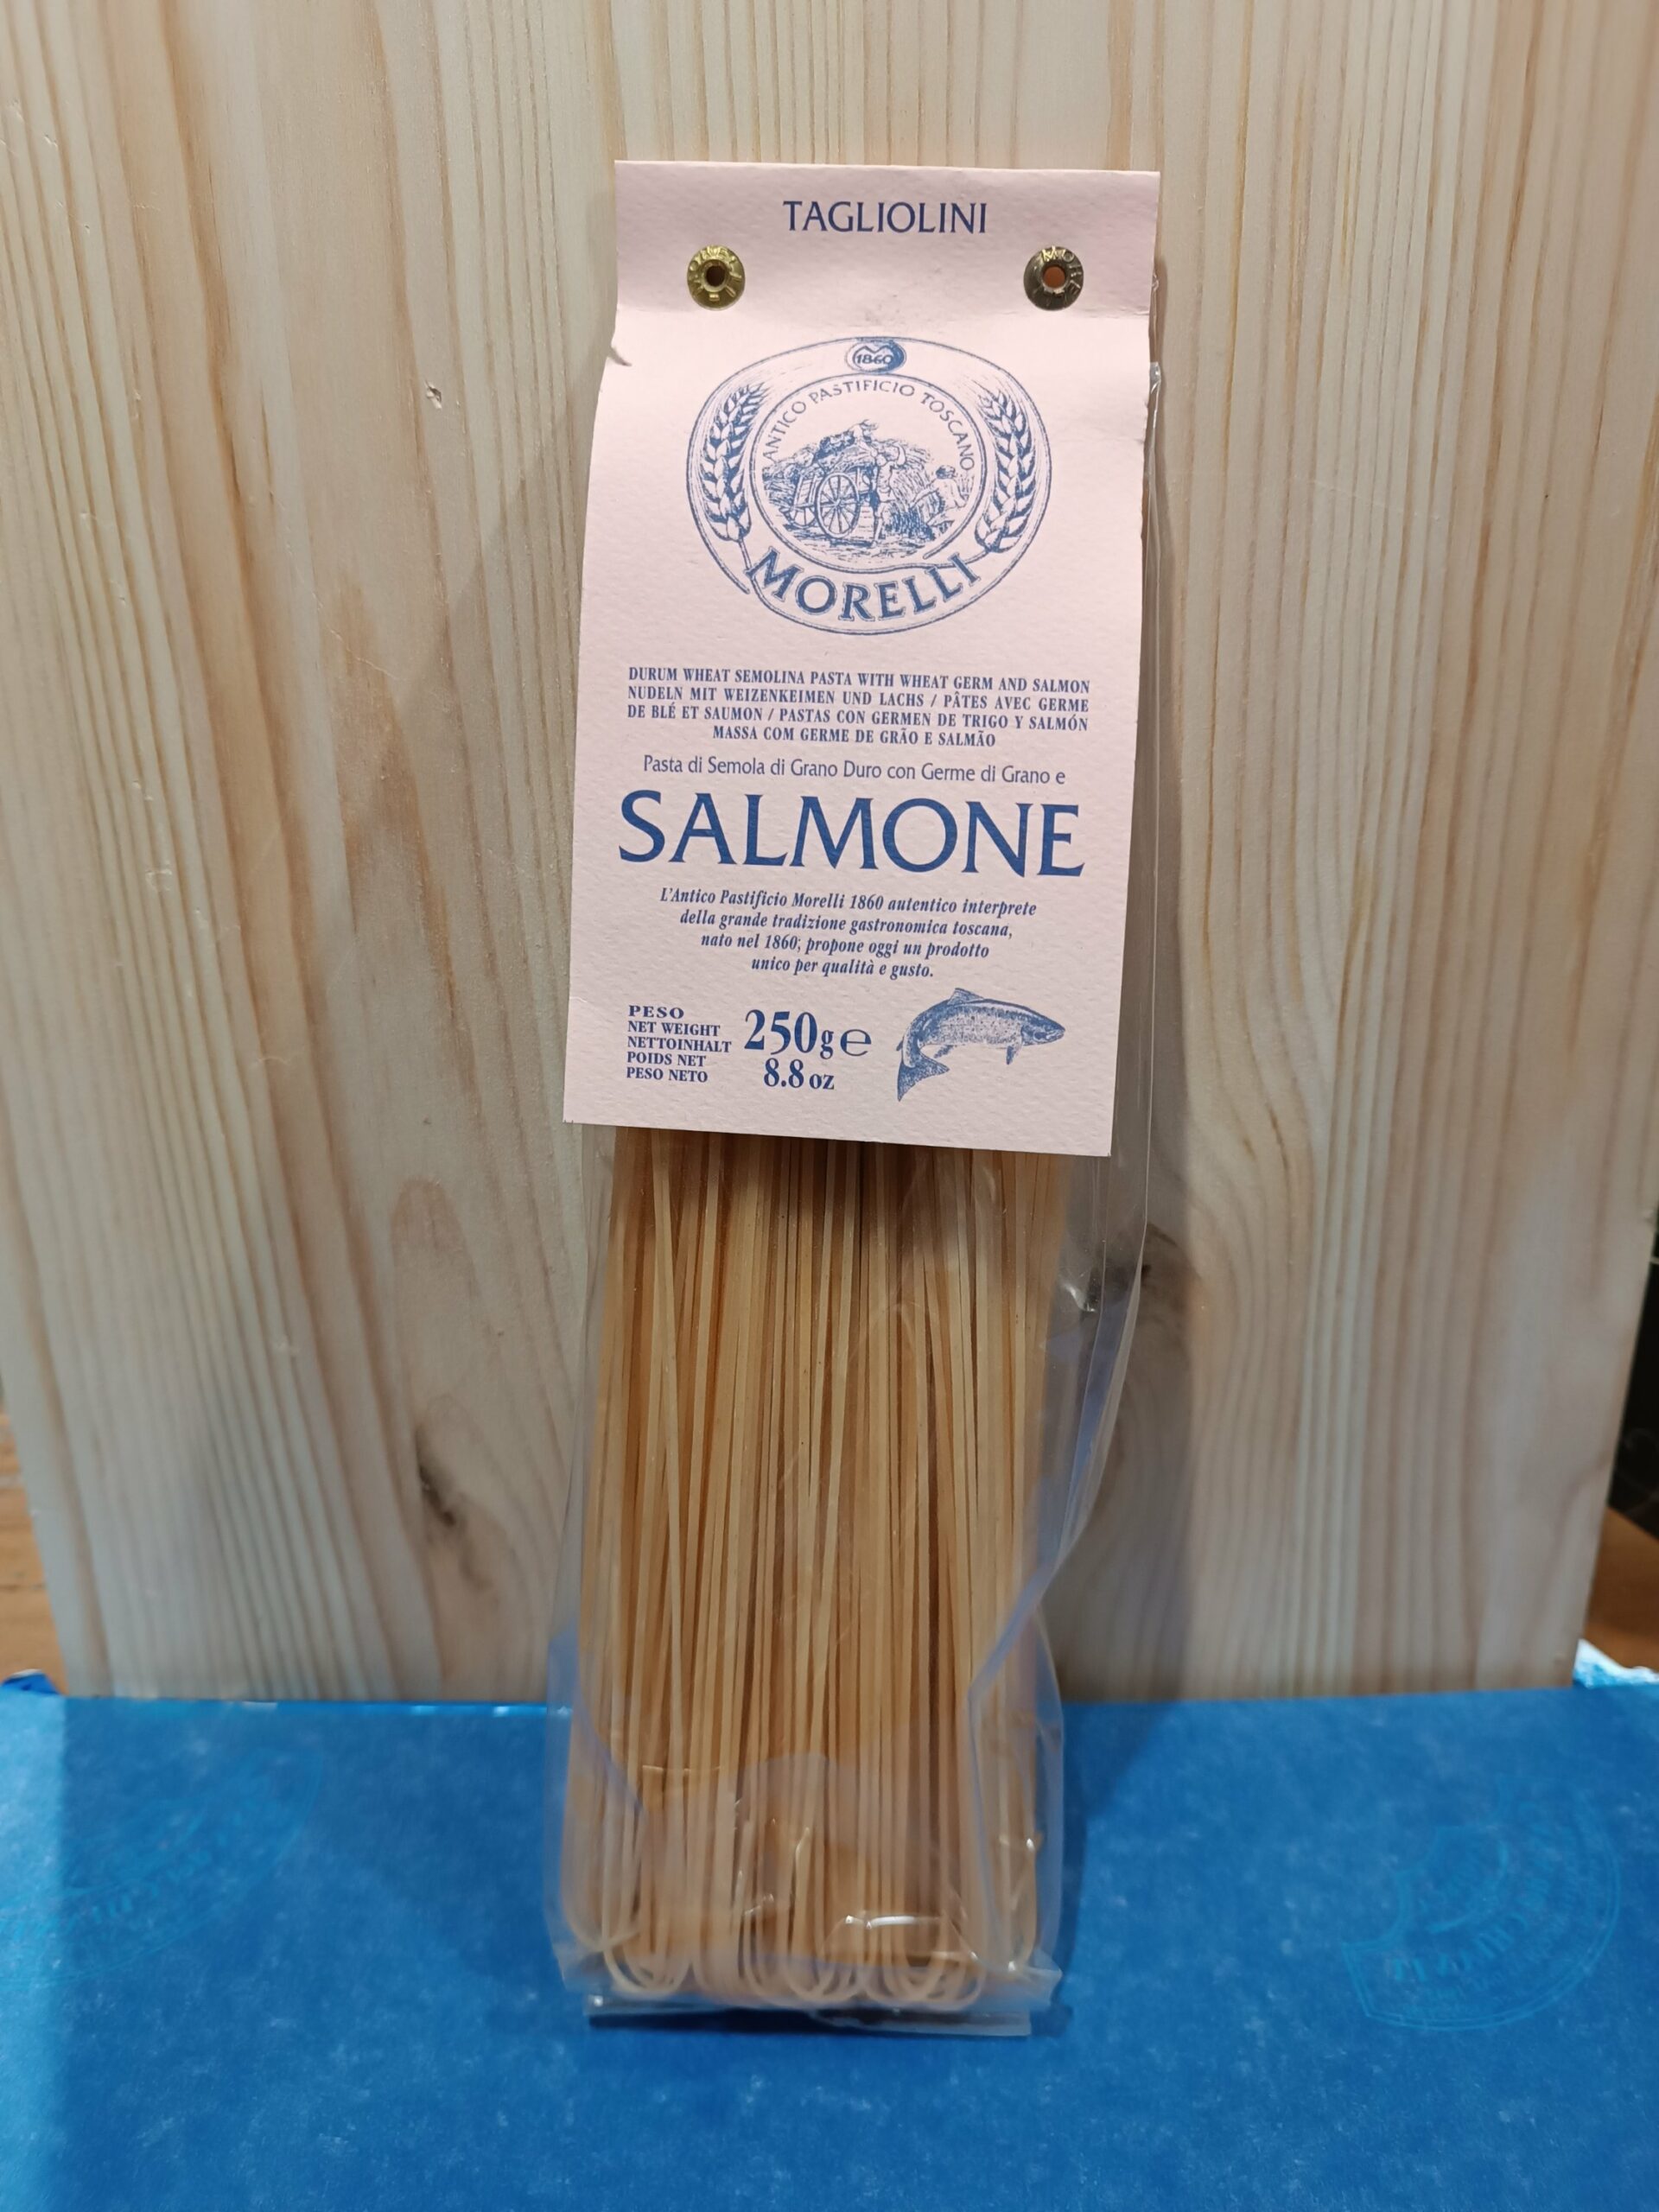 TAGLIOLINI
1860
ANTICO PASTIFICIO TOSCANO
MORELLI
DURUM WHEAT SEMOLINA PASTA WITH WHEAT GERM AND SALMON
NUDELN MIT WEIZENKEIMEN UND LACHS / PÂTES AVEC GERME
DE BLÉ ET SAUMON / PASTAS CON GERMEN DE TRIGO Y SALMÓN
MASSA COM GERME DE GRÃO E SALMÃO
Pasta di Semola di Grano Duro con Germe di Grano e
SALMONE
L'Antico Pastificio Morelli 1860 autentico interprete
della grande tradizione gastronomica toscana,
nato nel 1860, propone oggi un prodotto
unico per qualità e gusto.
PESO
NET WEIGHT
NETTOINHALT
POIDS NET
PESO NETO
250g℮
8.8 oz